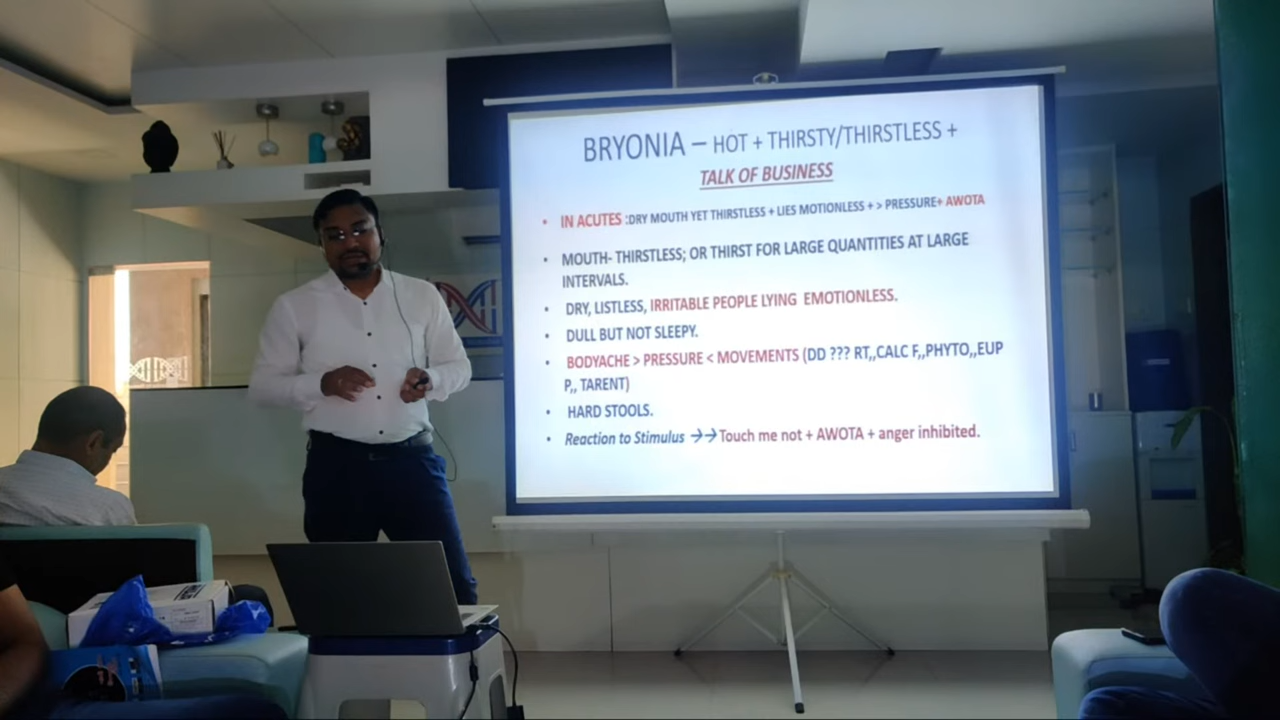 BRYONIA – HOT + THIRSTY/THIRSTLESS +
TALK OF BUSINESS
• IN ACUTES :DRY MOUTH YET THIRSTLESS + LIES MOTIONLESS + > PRESSURE+ AWOTA
• MOUTH- THIRSTLESS; OR THIRST FOR LARGE QUANTITIES AT LARGE
INTERVALS.
• DRY, LISTLESS, IRRITABLE PEOPLE LYING EMOTIONLESS.
• DULL BUT NOT SLEEPY.
• BODYACHE > PRESSURE < MOVEMENTS (DD ??? RT,,CALC F,,PHYTO,,EUP
P,, TARENT)
• HARD STOOLS.
• Reaction to Stimulus →→Touch me not + AWOTA + anger inhibited.